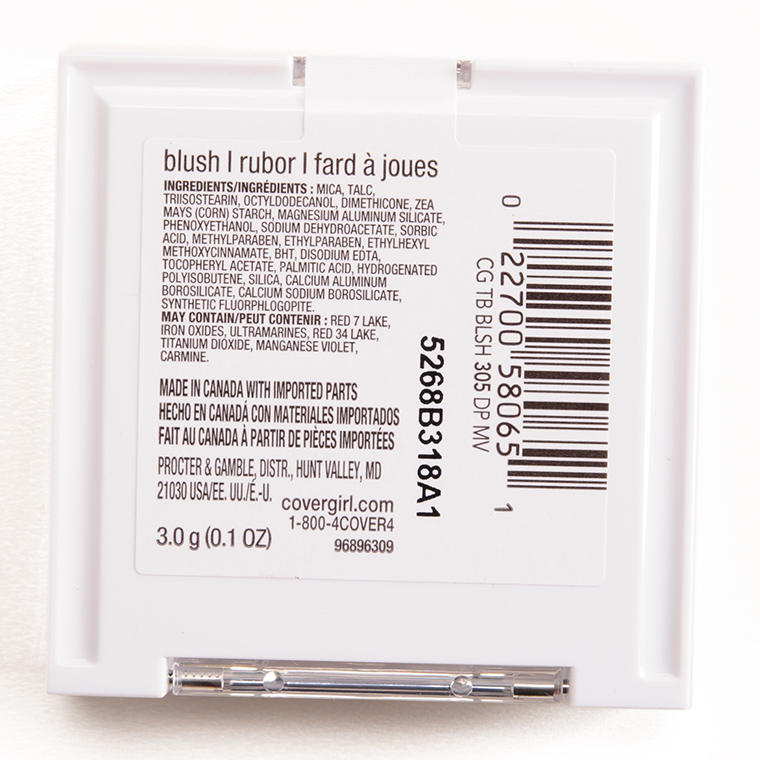 blush I rubor I fard à joues
INGREDIENTS/INGRÉDIENTS : MICA, TALC,
TRIISOSTEARIN, OCTYLDODECANOL, DIMETHICONE, ZEA
MAYS (CORN) STARCH, MAGNESIUM ALUMINUM SILICATE,
PHENOXYETHANOL, SODIUM DEHYDROACETATE, SORBIC
ACID, METHYLPARABEN, ETHYLPARABEN, ETHYLHEXYL
METHOXYCINNAMATE, BHT, DISODIUM EDTA,
TOCOPHERYL ACETATE, PALMITIC ACID, HYDROGENATED
POLYISOBUTENE, SILICA, CALCIUM ALUMINUM
BOROSILICATE, CALCIUM SODIUM BOROSILICATE,
SYNTHETIC FLUORPHLOGOPITE.
MAY CONTAIN/PEUT CONTENIR : RED 7 LAKE,
IRON OXIDES, ULTRAMARINES, RED 34 LAKE,
TITANIUM DIOXIDE, MANGANESE VIOLET,
CARMINE.
MADE IN CANADA WITH IMPORTED PARTS
HECHO EN CANADÁ CON MATERIALES IMPORTADOS
FAIT AU CANADA À PARTIR DE PIÈCES IMPORTÉES
PROCTER & GAMBLE, DISTR., HUNT VALLEY, MD
21030 USA/EE. UU./É.-U.
covergirl.com
1-800-4COVER4
3.0 g (0.1 OZ)
96896309
5268B318A1
CG TB BLSH 305 DP MV
0 22700 58065 1